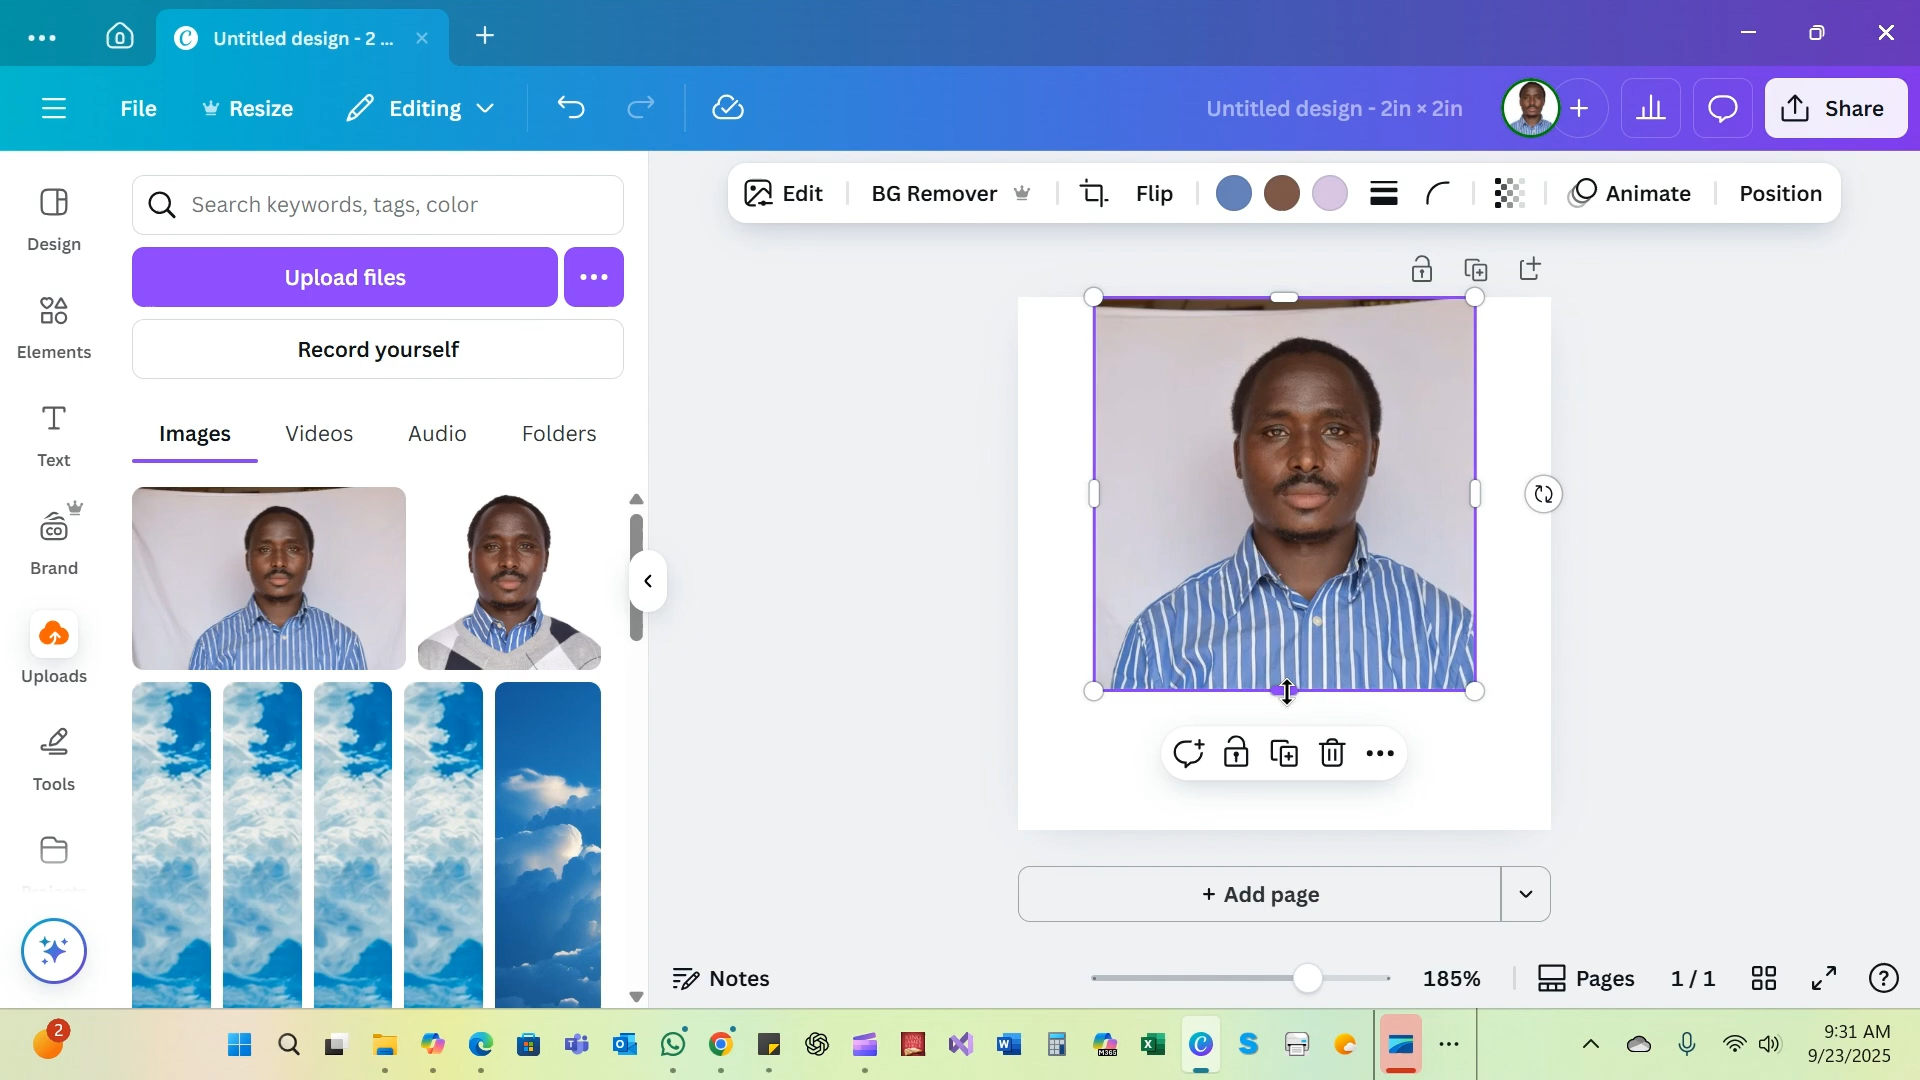 Untitled design - 2 ...
File
Resize
Editing
Untitled design - 2in × 2in
Share
Design
Elements
Text
Brand
CO
Uploads
Tools
Search keywords, tags, color
Upload files
Record yourself
Images
Videos
Audio
Folders
Edit
BG Remover
Flip
Animate
Position
+ Add page
Notes
185%
Pages
1 / 1
2
M365
9:31 AM
9/23/2025